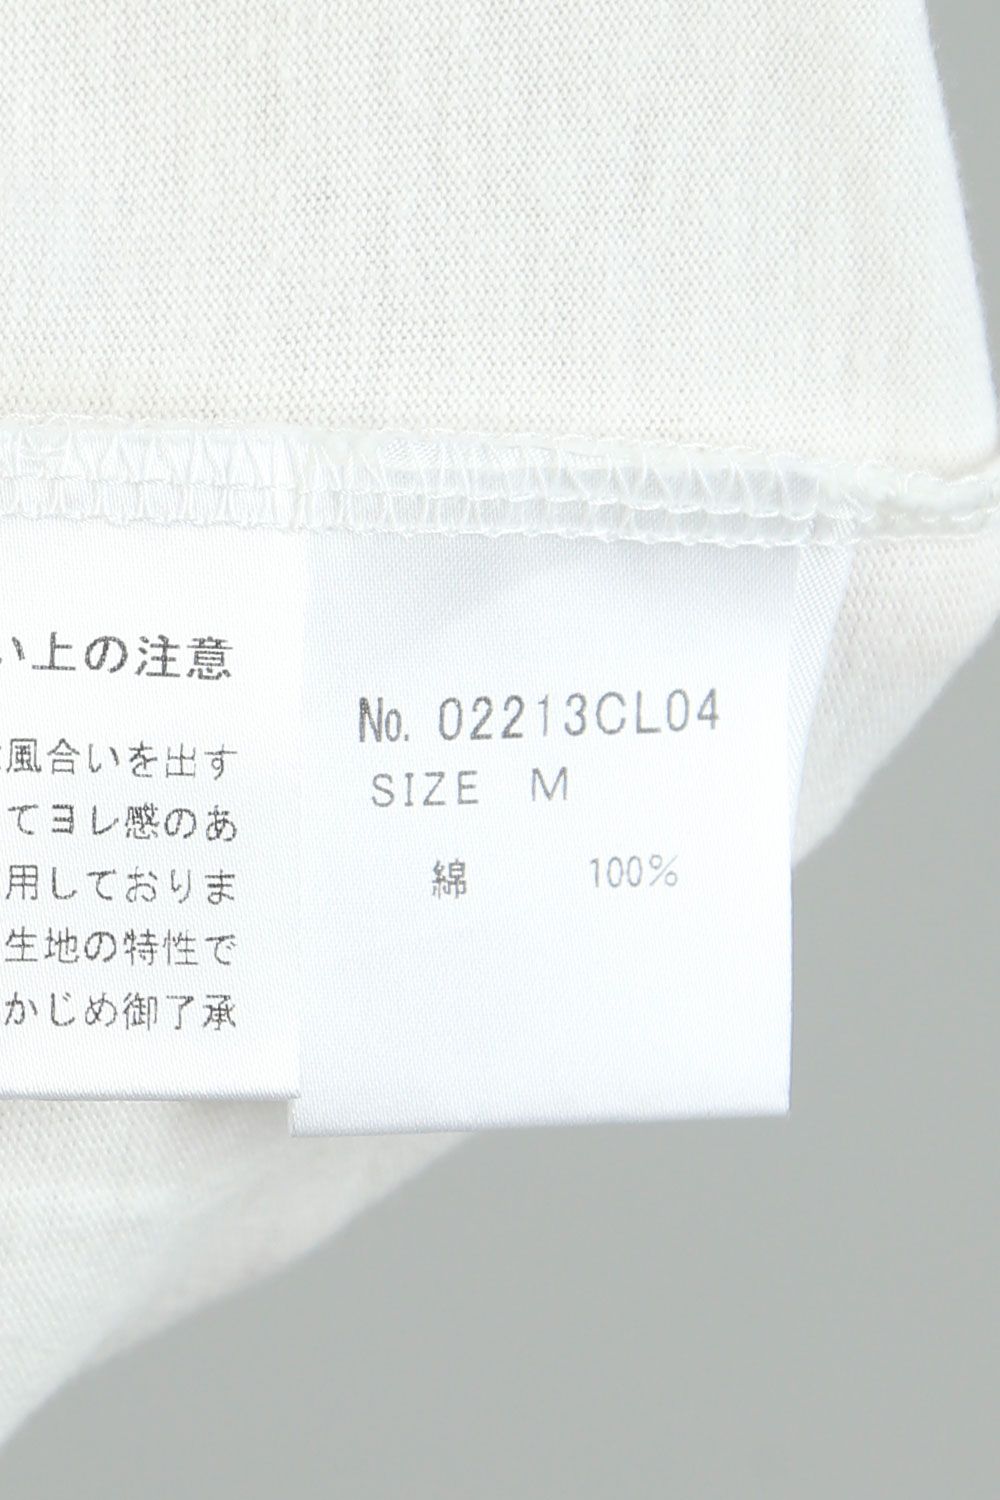 い上の注意
風合いを出す
てヨレ感のあ
用しておりま
生地の特性で
かじめ御了承
No. 02213CL04
SIZE M
綿 100%